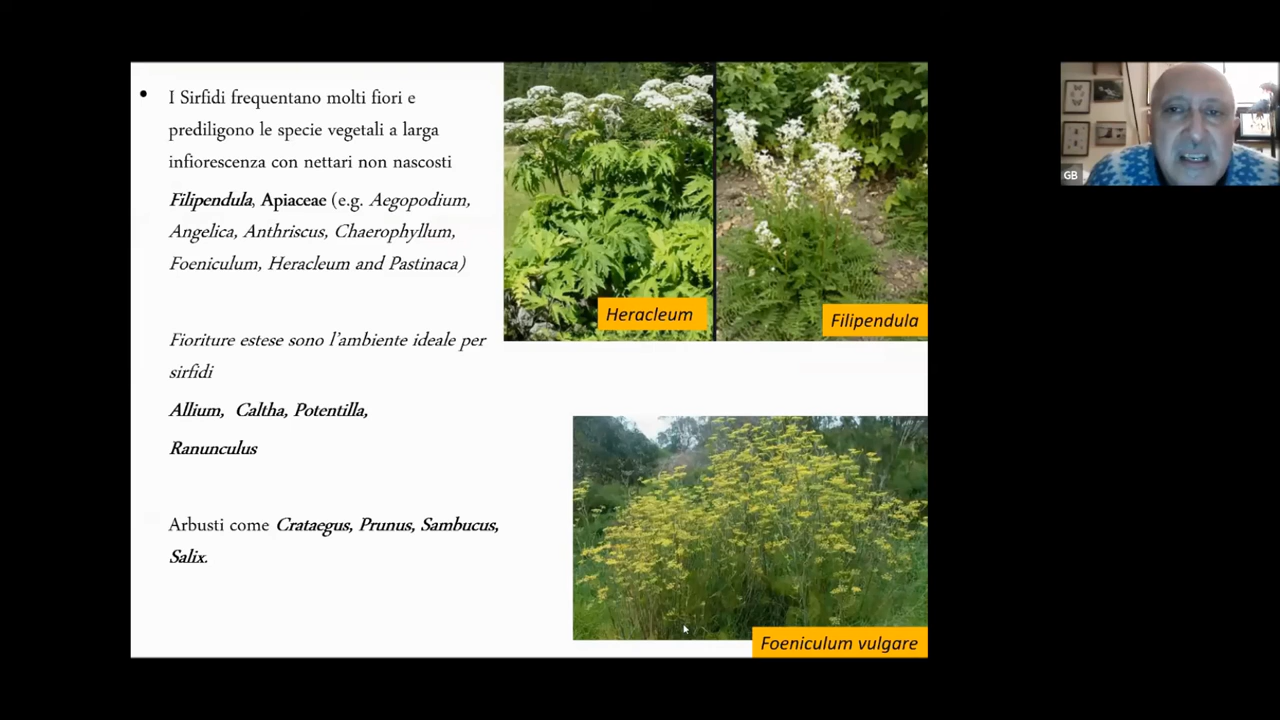 • I Sirfidi frequentano molti fiori e
prediligono le specie vegetali a larga
infiorescenza con nettari non nascosti
Filipendula, Apiaceae (e.g. Aegopodium,
Angelica, Anthriscus, Chaerophyllum,
Foeniculum, Heracleum and Pastinaca)
Fioriture estese sono l'ambiente ideale per
sirfidi
Allium, Caltha, Potentilla,
Ranunculus
Arbusti come Crataegus, Prunus, Sambucus,
Salix.
Heracleum
Filipendula
Foeniculum vulgare
GB